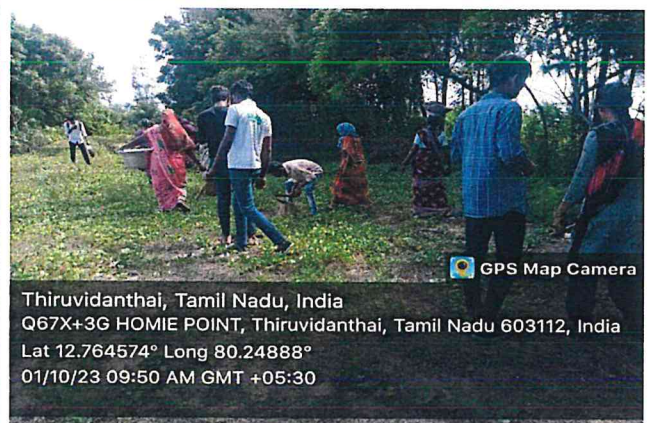 GPS Map Camera
Thiruvidanthai, Tamil Nadu, India
Q67X+3G HOMIE POINT, Thiruvidanthai, Tamil Nadu 603112, India
Lat 12.764574° Long 80.24888°
01/10/23 09:50 AM GMT +05:30